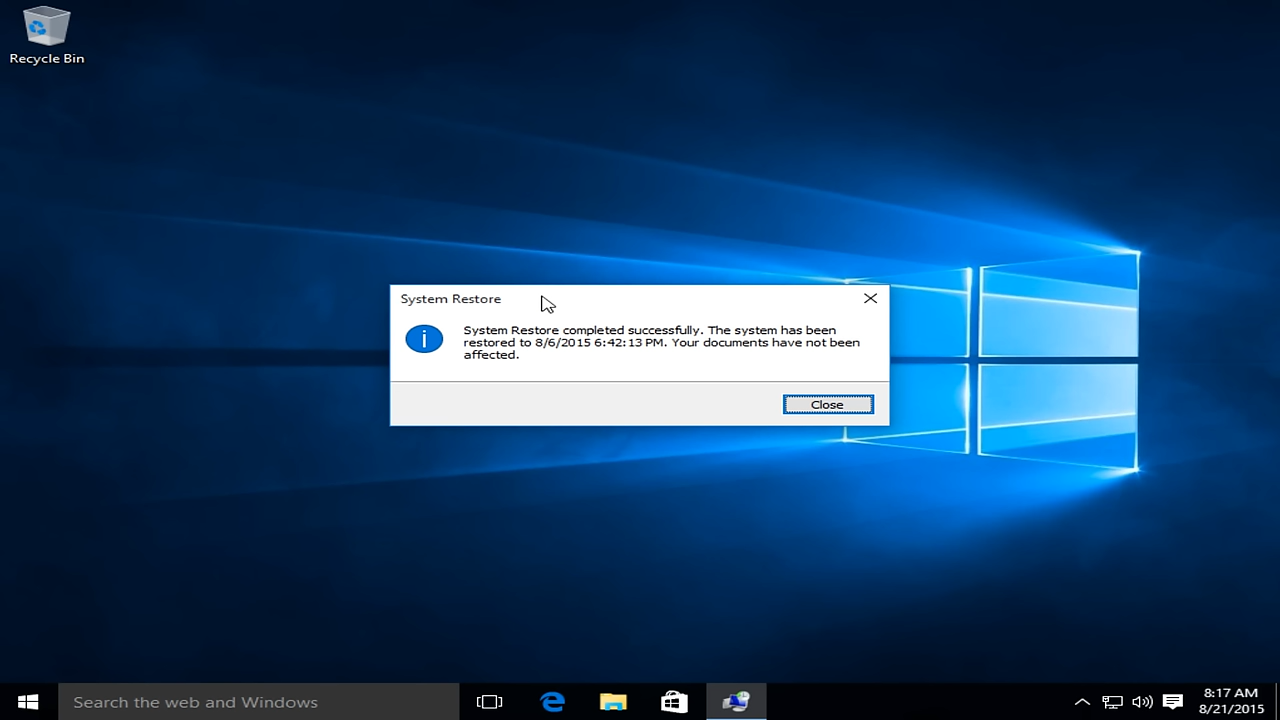 Recycle Bin
System Restore
System Restore completed successfully. The system has been
restored to 8/6/2015 6:42:13 PM. Your documents have not been
affected.
Close
Search the web and Windows
8:17 AM
8/21/2015